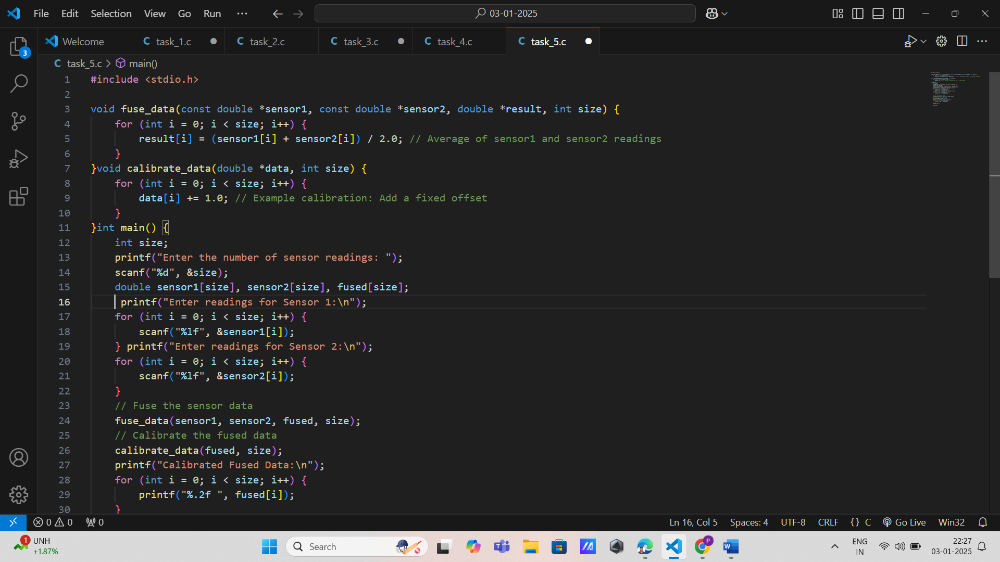 File Edit Selection View Go Run ··· 03-01-2025
3 Welcome C task_1.c C task_2.c C task_3.c C task_4.c C task_5.c
C task_5.c > main()
1 #include <stdio.h>
2
3 void fuse_data(const double *sensor1, const double *sensor2, double *result, int size) {
4 for (int i = 0; i < size; i++) {
5 result[i] = (sensor1[i] + sensor2[i]) / 2.0; // Average of sensor1 and sensor2 readings
6 }
7 }void calibrate_data(double *data, int size) {
8 for (int i = 0; i < size; i++) {
9 data[i] += 1.0; // Example calibration: Add a fixed offset
10 }
11 }int main() {
12 int size;
13 printf("Enter the number of sensor readings: ");
14 scanf("%d", &size);
15 double sensor1[size], sensor2[size], fused[size];
16 printf("Enter readings for Sensor 1:\n");
17 for (int i = 0; i < size; i++) {
18 scanf("%lf", &sensor1[i]);
19 } printf("Enter readings for Sensor 2:\n");
20 for (int i = 0; i < size; i++) {
21 scanf("%lf", &sensor2[i]);
22 }
23 // Fuse the sensor data
24 fuse_data(sensor1, sensor2, fused, size);
25 // Calibrate the fused data
26 calibrate_data(fused, size);
27 printf("Calibrated Fused Data:\n");
28 for (int i = 0; i < size; i++) {
29 printf("%.2f ", fused[i]);
30 }
0 0 0 Ln 16, Col 5 Spaces: 4 UTF-8 CRLF {} C Go Live Win32
1 UNH Search ENG 22:27
+1.87% IN 03-01-2025